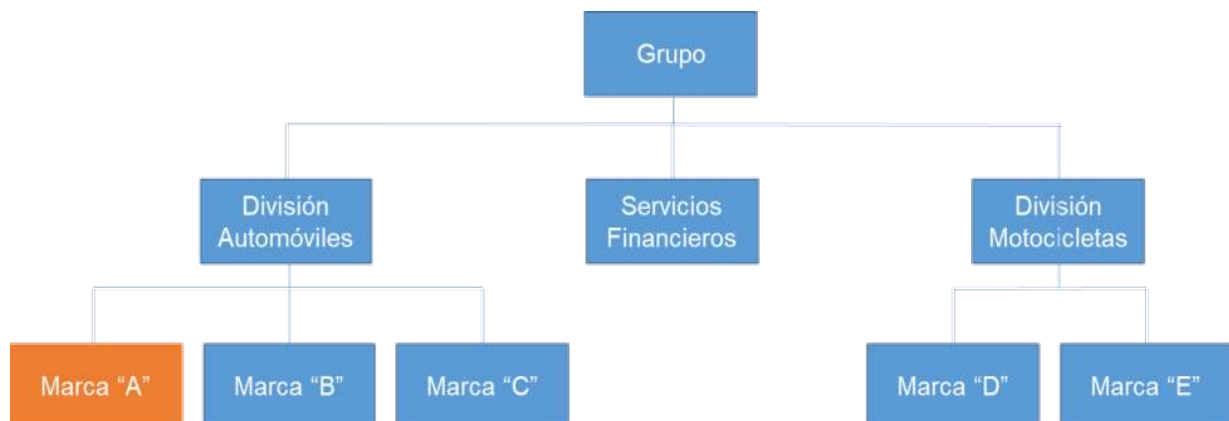 Grupo
División
Automóviles
Servicios
Financieros
División
Motocicletas
Marca “A”
Marca “B”
Marca “C”
Marca “D”
Marca “E”